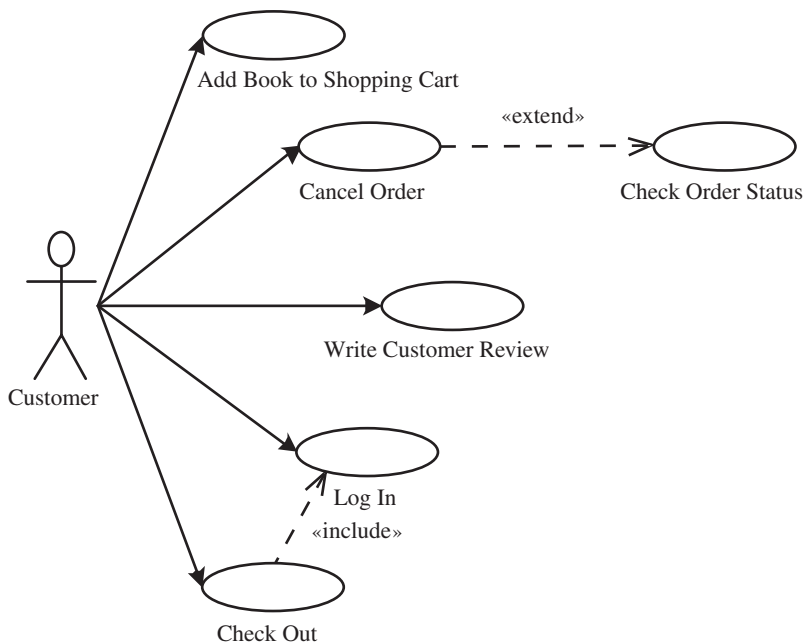 Add Book to Shopping Cart
«extend»
Cancel Order
Check Order Status
Write Customer Review
Customer
Log In
«include»
Check Out